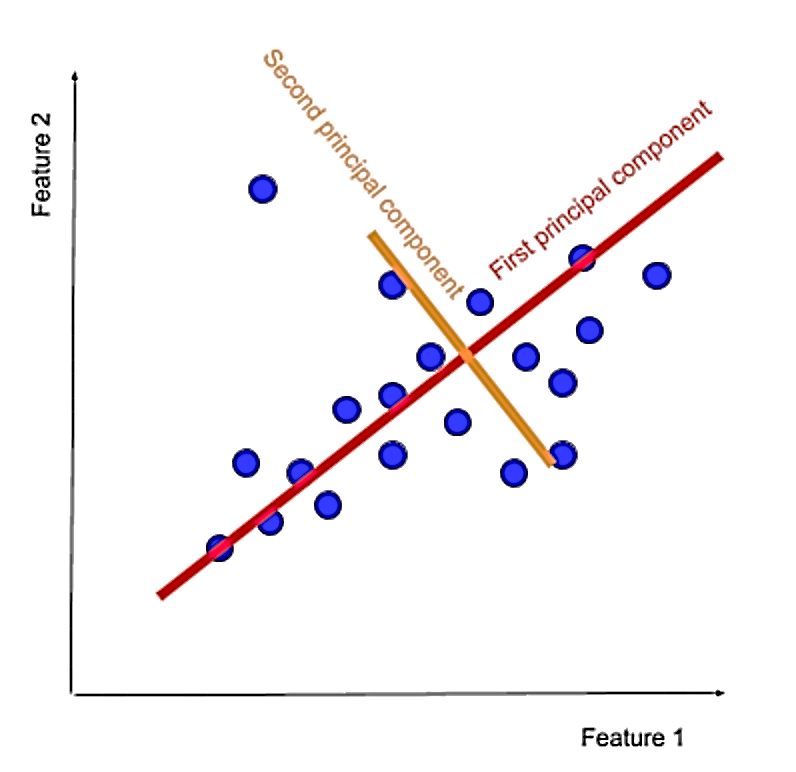 Second principal component
First principal component
Feature 2
Feature 1